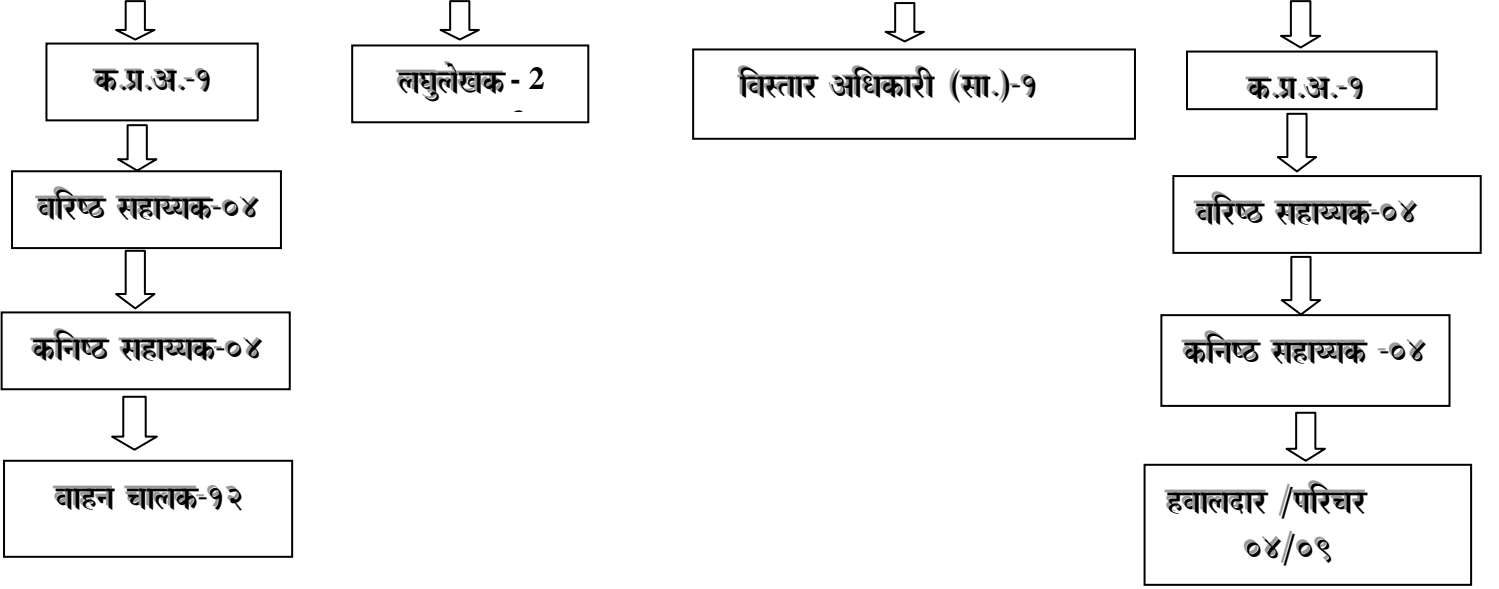 क.प्र.अ.-१
लघुलेखक - 2
विस्तार अधिकारी (सा.)-१
क.प्र.अ.-१
वरिष्ठ सहाय्यक-०४
वरिष्ठ सहाय्यक-०४
कनिष्ठ सहाय्यक-०४
कनिष्ठ सहाय्यक -०४
वाहन चालक-१२
हवालदार /परिचर
०४/०९